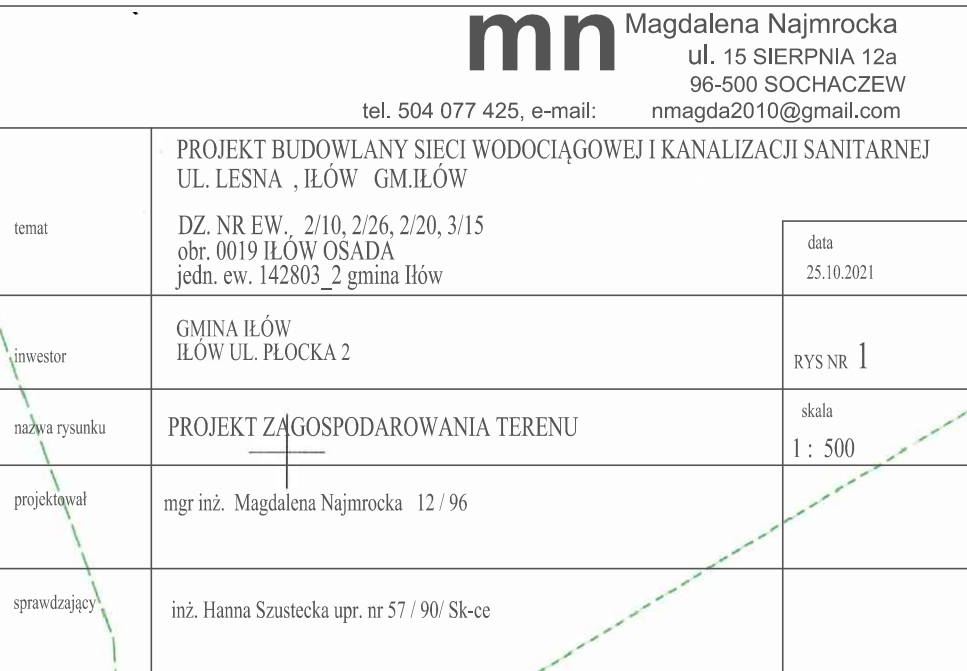 mn Magdalena Najmrocka
ul. 15 SIERPNIA 12a
96-500 SOCHACZEW
tel. 504 077 425, e-mail: nmagda2010@gmail.com
temat
PROJEKT BUDOWLANY SIECI WODOCIĄGOWEJ I KANALIZACJI SANITARNEJ
UL. LESNA , IŁÓW GM.IŁÓW
DZ. NR EW. 2/10, 2/26, 2/20, 3/15
obr. 0019 IŁÓW OSADA
jedn. ew. 142803_2 gmina Iłów
data
25.10.2021
inwestor
GMINA IŁÓW
IŁÓW UL. PŁOCKA 2
RYS NR 1
nazwa rysunku
PROJEKT ZAGOSPODAROWANIA TERENU
skala
1 : 500
projektował
mgr inż. Magdalena Najmrocka 12 / 96
sprawdzający
inż. Hanna Szustecka upr. nr 57 / 90/ Sk-ce